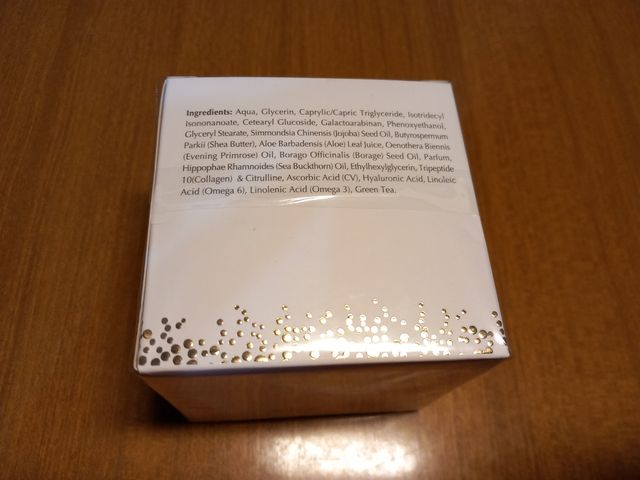 Ingredients: Aqua, Glycerin, Caprylic/Capric Triglyceride, Isotridecyl
Isononanoate, Cetearyl Glucoside, Galactoarabinan, Phenoxyethanol,
Glyceryl Stearate, Simmondsia Chinensis (Jojoba) Seed Oil, Butyrospermum
Parkii (Shea Butter), Aloe Barbadensis (Aloe) Leaf Juice, Oenothera Biennis
(Evening Primrose) Oil, Borago Officinalis (Borage) Seed Oil, Parfum,
Hippophae Rhamnoides (Sea Buckthorn) Oil, Ethylhexylglycerin, Tripeptide
10(Collagen) & Citrulline, Ascorbic Acid (CV), Hyaluronic Acid, Linoleic
Acid (Omega 6), Linolenic Acid (Omega 3), Green Tea.